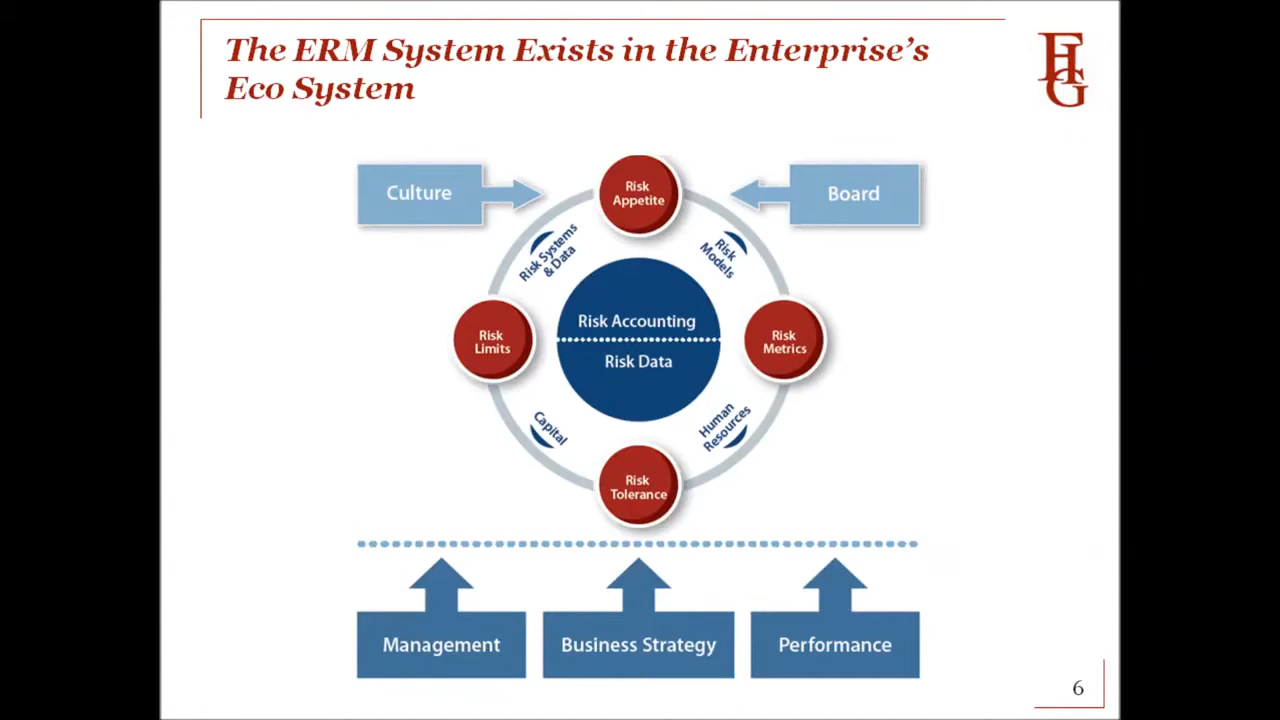 The ERM System Exists in the Enterprise's
Eco System
FHG
Culture
Risk
Appetite
Board
Risk Systems
& Data
Risk
Models
Risk
Limits
Risk Accounting
Risk Data
Risk
Metrics
Capital
Human
Resources
Risk
Tolerance
Management
Business Strategy
Performance
6